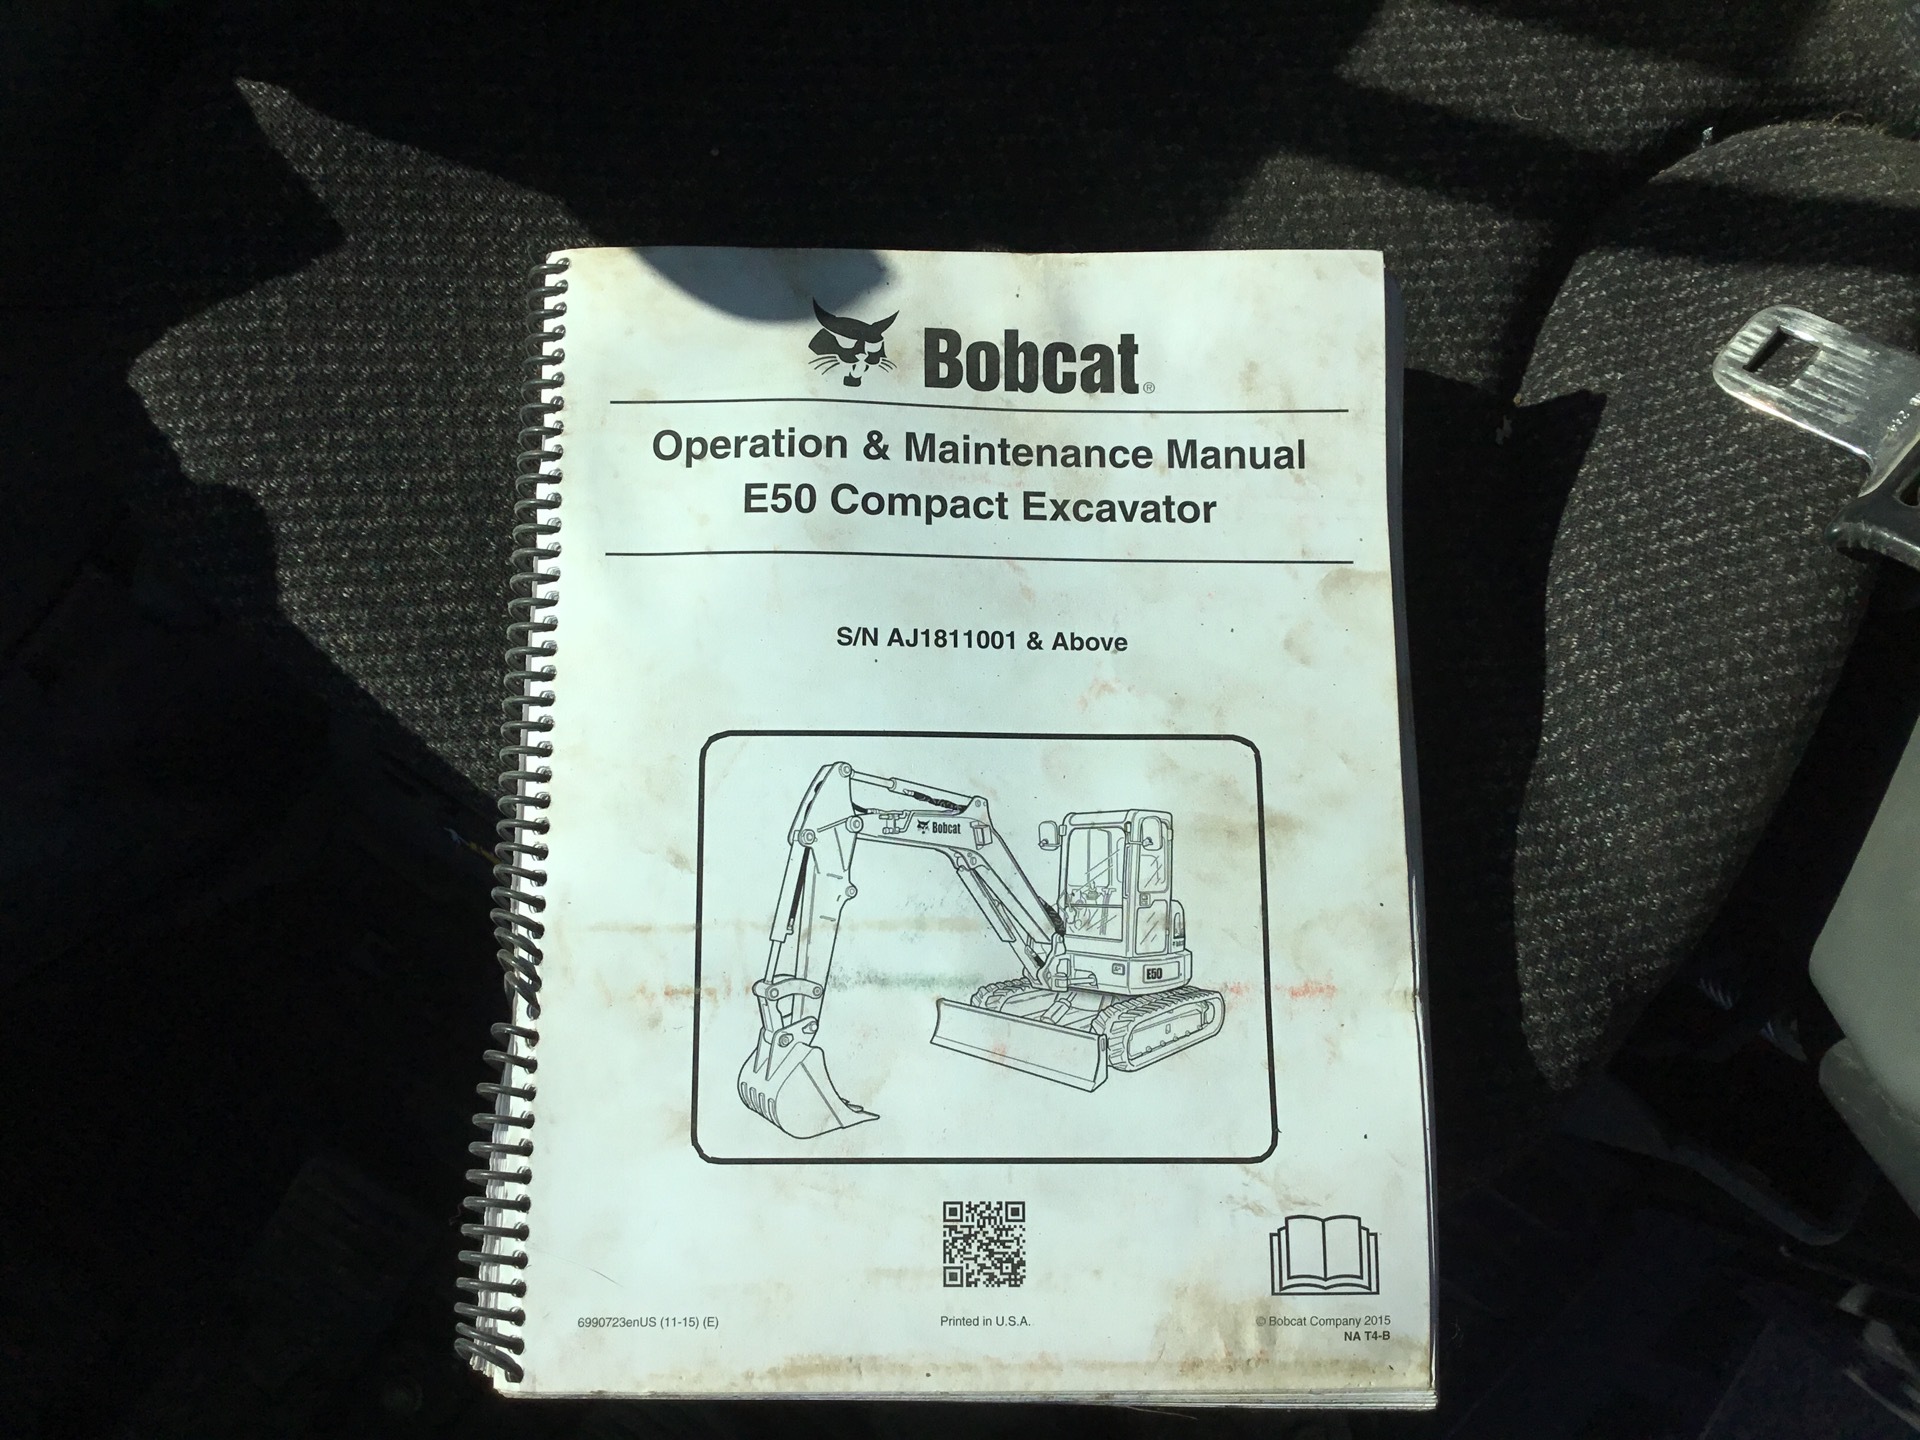 Bobcat®
Operation & Maintenance Manual
E50 Compact Excavator
S/N AJ1811001 & Above
Bobcat
E50
6990723enUS (11-15) (E)
Printed in U.S.A.
© Bobcat Company 2015
NA T4-B